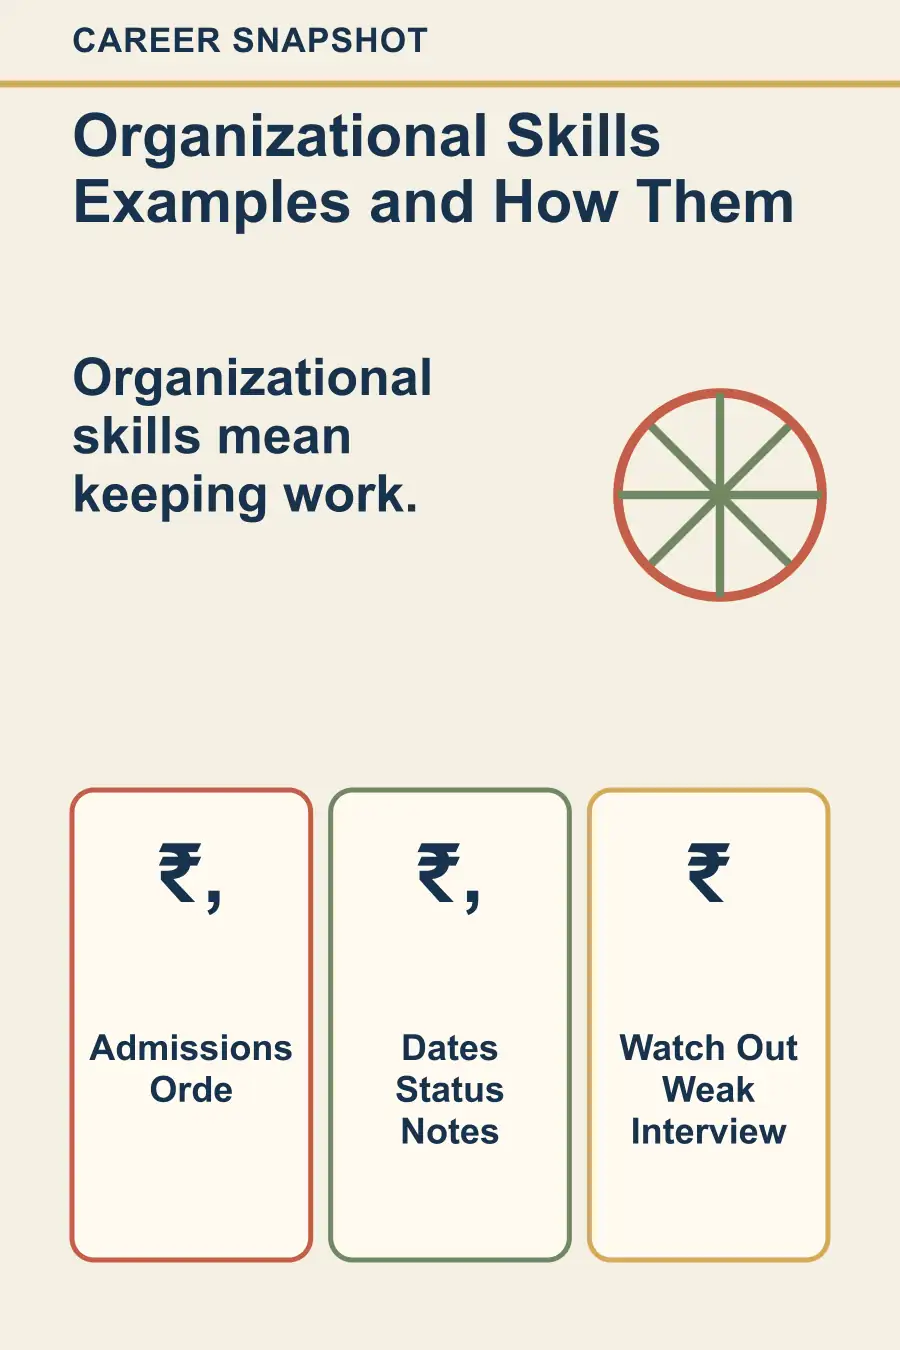 CAREER SNAPSHOT
Organizational Skills
Examples and How Them
Organizational
skills mean
keeping work.
₹,
Admissions
Orde
₹,
Dates
Status
Notes
₹
Watch Out
Weak
Interview